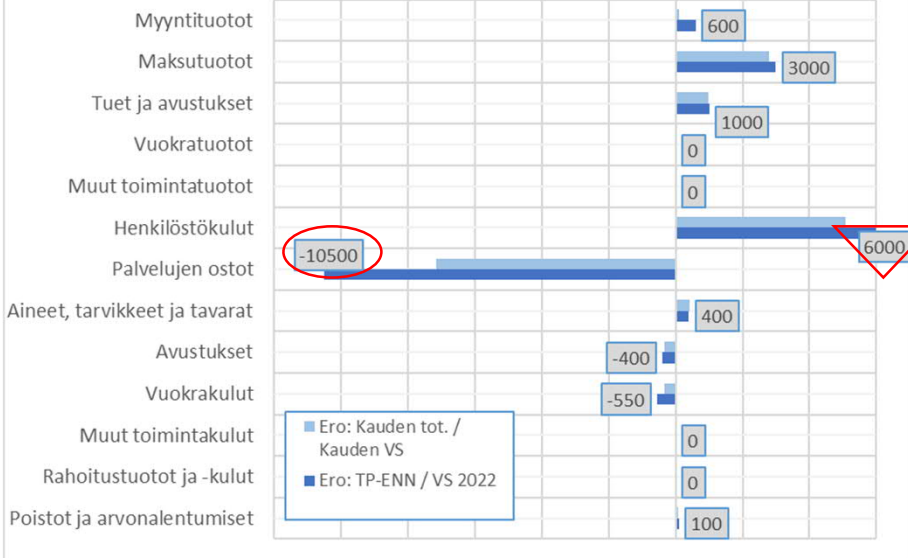 Myyntituotot
600
Maksutuotot
3000
Tuet ja avustukset
1000
Vuokratuotot
0
Muut toimintatuotot
0
Henkilöstökulut
6000
-10500
Palvelujen ostot
Aineet, tarvikkeet ja tavarat
400
Avustukset
-400
Vuokrakulut
-550
Ero: Kauden tot. /
Kauden VS
Muut toimintakulut
0
Rahoitustuotot ja -kulut
0
Ero: TP-ENN / VS 2022
Poistot ja arvonalentumiset
100